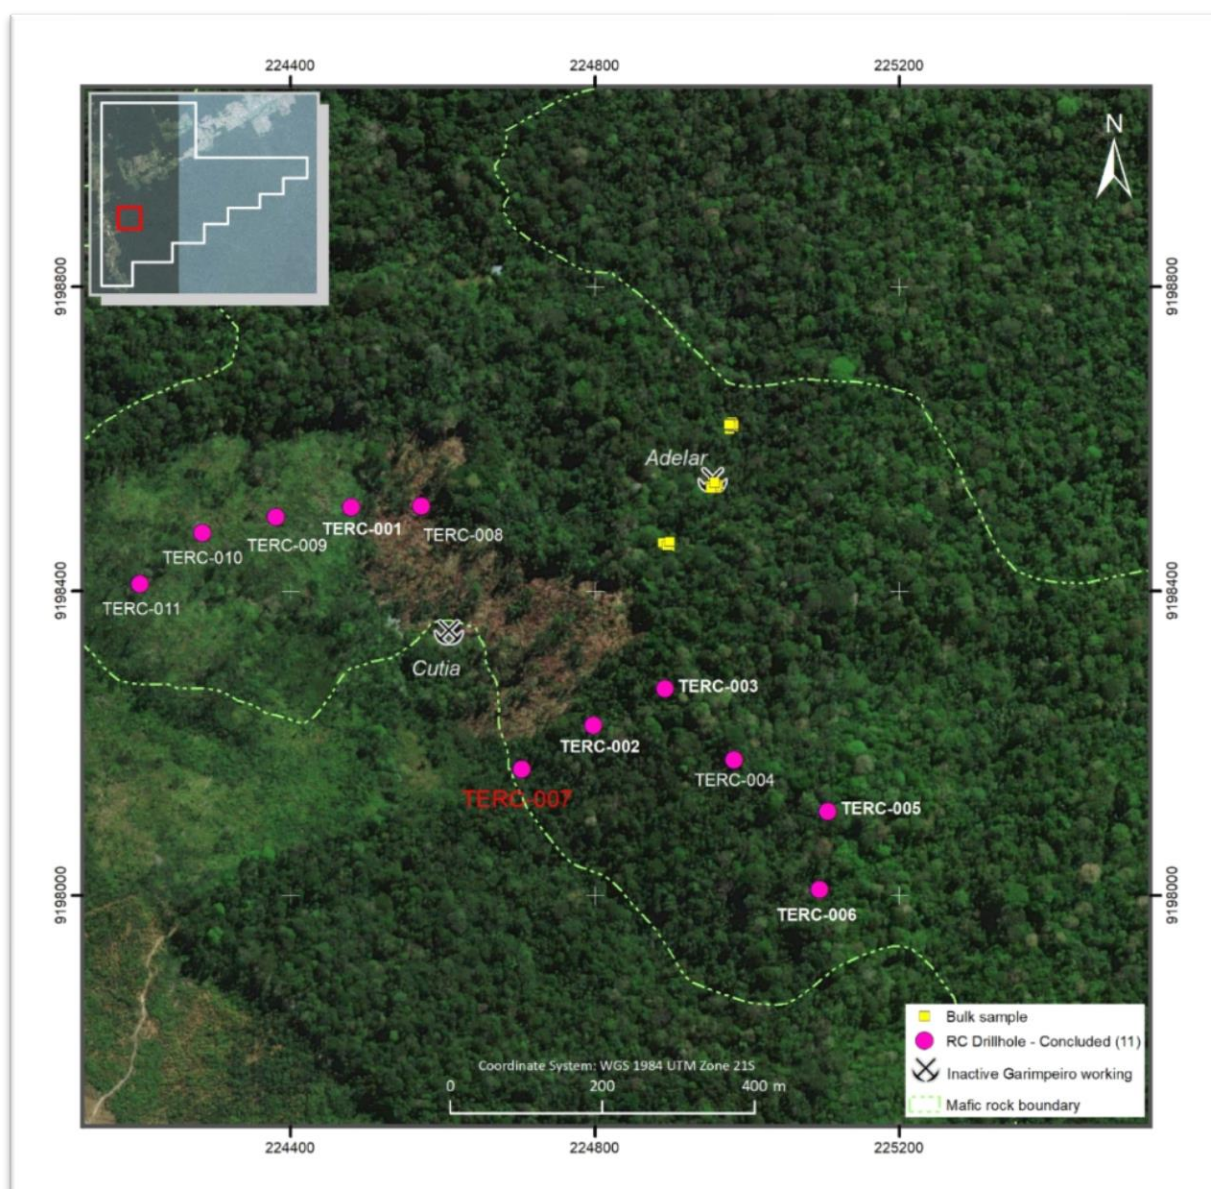 224400
224800
225200
N
9198800
9198800
Adelar
TERC-001
TERC-008
TERC-009
TERC-010
9198400
9198400
TERC-011
Cutia
TERC-003
TERC-002
TERC-004
TERC-007
TERC-005
9198000
9198000
TERC-006
Bulk sample
RC Drillhole - Concluded (11)
Inactive Garimpeiro working
Mafic rock boundary
Coordinate System: WGS 1984 UTM Zone 21S
0 200 400 m
224400
224800
225200